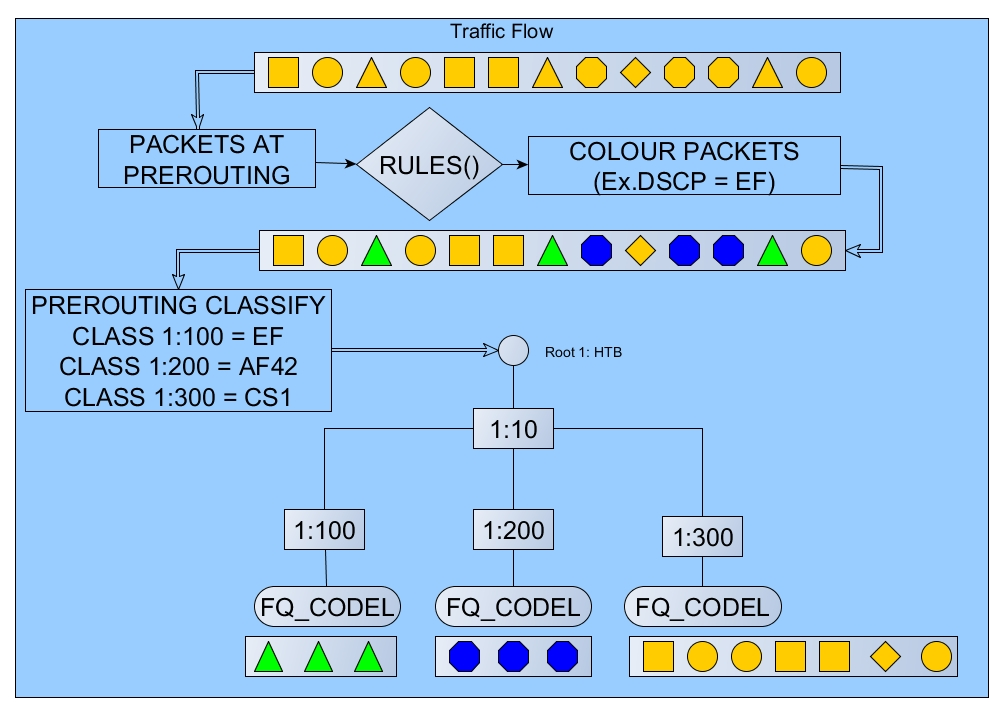 Traffic Flow
PACKETS AT
PREROUTING
RULES()
COLOUR PACKETS
(Ex.DSCP = EF)
PREROUTING CLASSIFY
CLASS 1:100 = EF
CLASS 1:200 = AF42
CLASS 1:300 = CS1
Root 1: HTB
1:10
1:100
1:200
1:300
FQ_CODEL
FQ_CODEL
FQ_CODEL